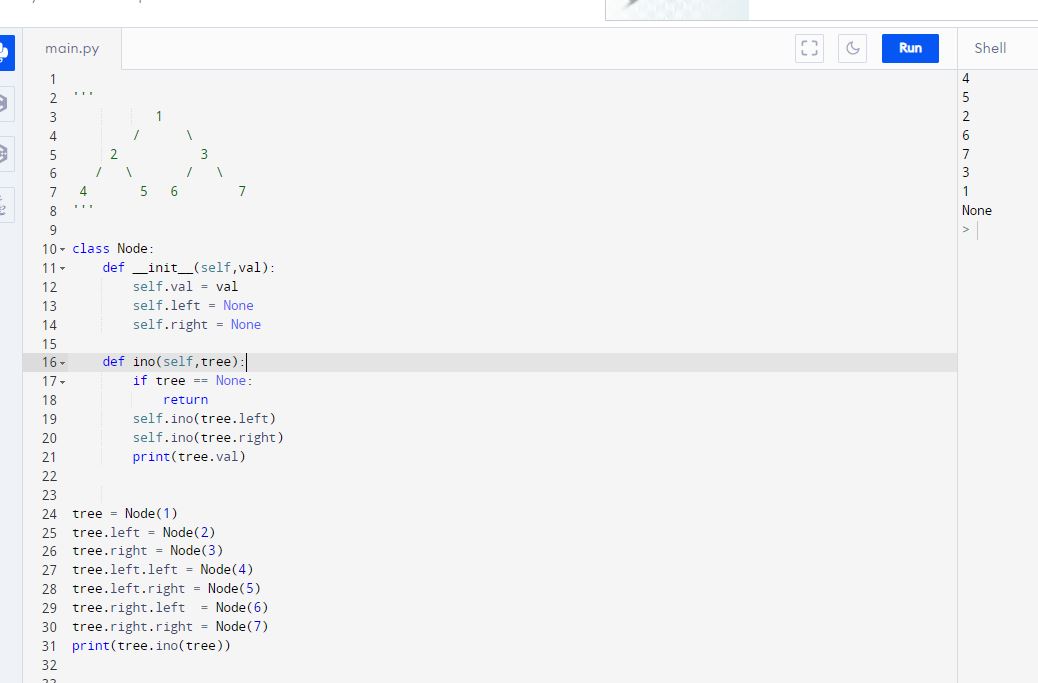 main.py Run Shell
1
2 '''
3 1
4 / \
5 2 3
6 / \ / \
7 4 5 6 7
8 '''
9
10 class Node:
11 def __init__(self,val):
12 self.val = val
13 self.left = None
14 self.right = None
15
16 def ino(self,tree):
17 if tree == None:
18 return
19 self.ino(tree.left)
20 self.ino(tree.right)
21 print(tree.val)
22
23
24 tree = Node(1)
25 tree.left = Node(2)
26 tree.right = Node(3)
27 tree.left.left = Node(4)
28 tree.left.right = Node(5)
29 tree.right.left  = Node(6)
30 tree.right.right = Node(7)
31 print(tree.ino(tree))
32
4
5
2
6
7
3
1
None
>